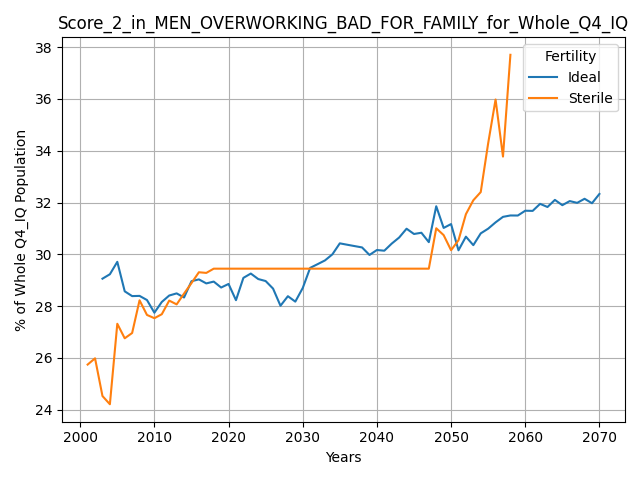 Score_2_in_MEN_OVERWORKING_BAD_FOR_FAMILY_for_Whole_Q4_IQ
Fertility
Ideal
Sterile
% of Whole Q4_IQ Population
38
36
34
32
30
28
26
24
2000 2010 2020 2030 2040 2050 2060 2070
Years